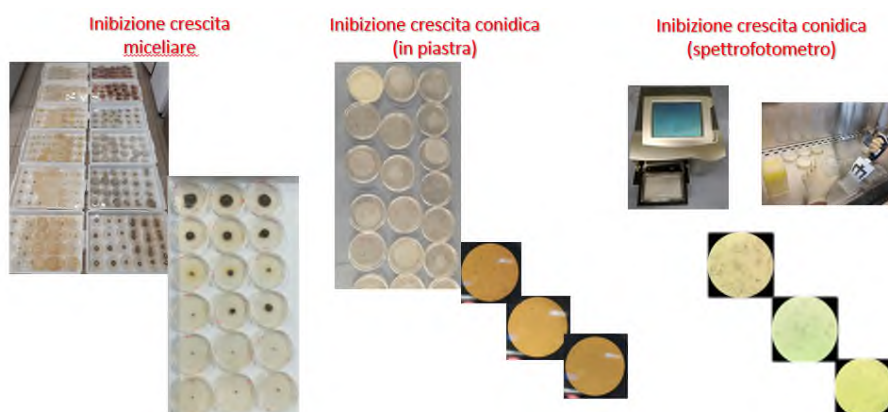 Inibizione crescita
miceliare
Inibizione crescita conidica
(in piastra)
Inibizione crescita conidica
(spettrofotometro)